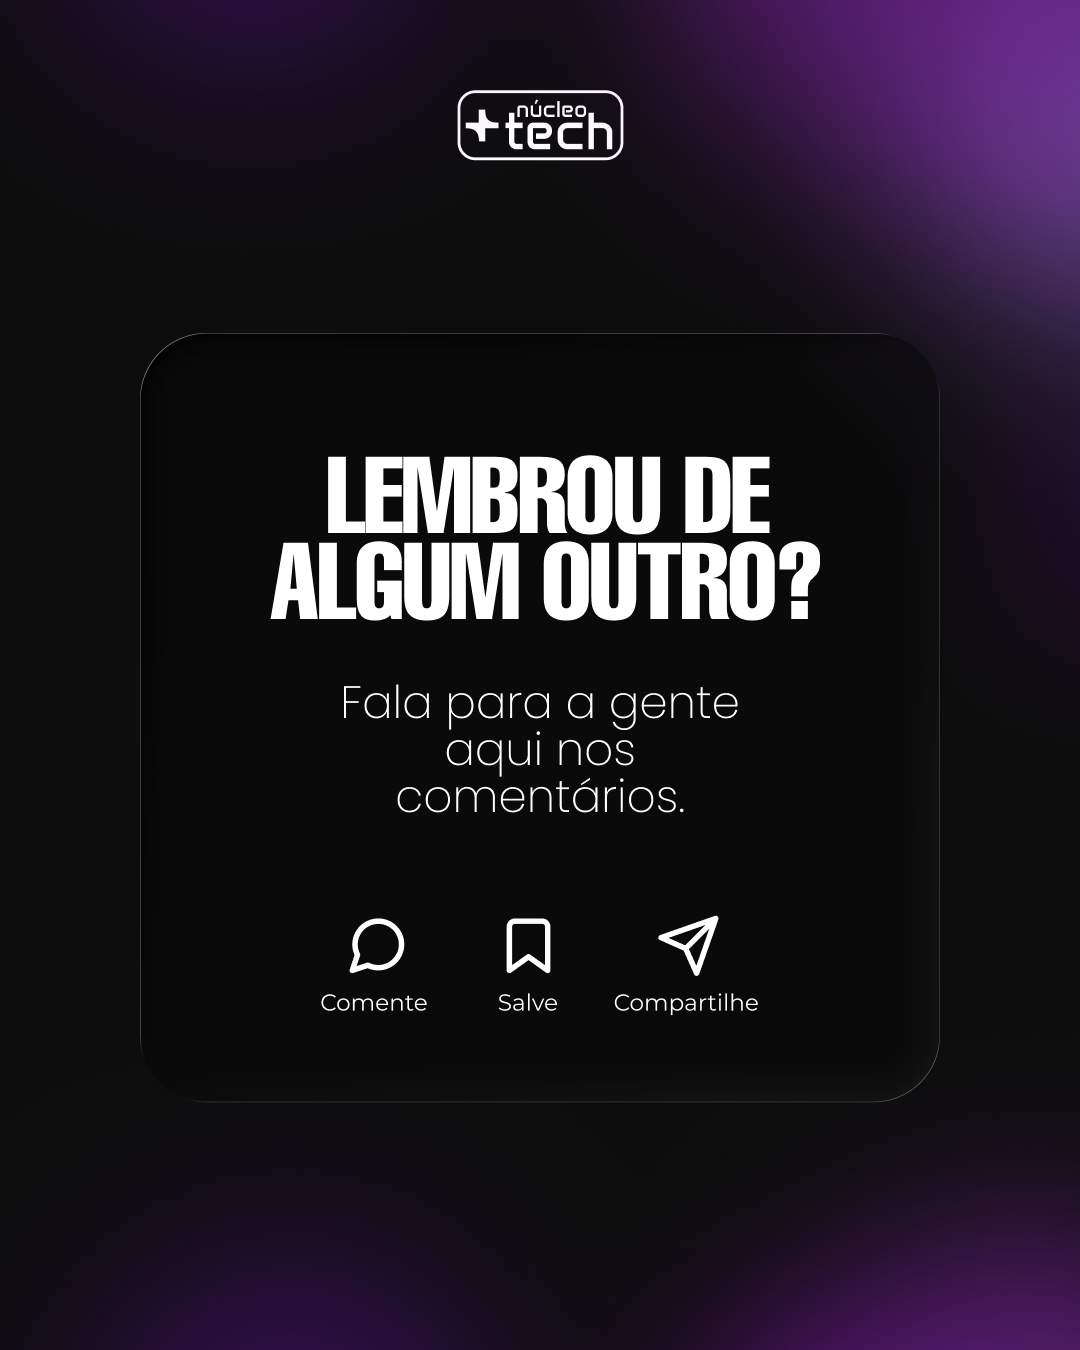 núcleo
tech
LEMBROU DE
ALGUM OUTRO?
Fala para a gente
aqui nos
comentários.
Comente Salve Compartilhe